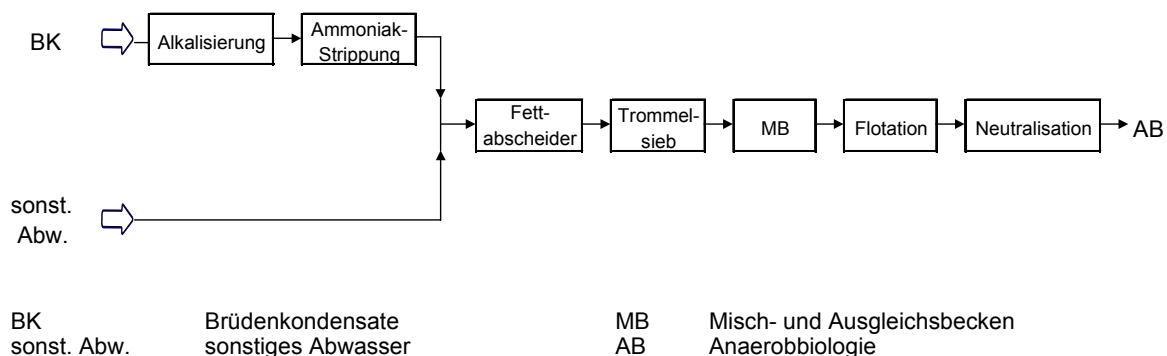 BK
Alkalisierung
Ammoniak-
Strippung
Fett-
abscheider
Trommel-
sieb
MB
Flotation
Neutralisation
AB
sonst.
Abw.
BK Brüdenkondensate MB Misch- und Ausgleichsbecken
sonst. Abw. sonstiges Abwasser AB Anaerobbiologie